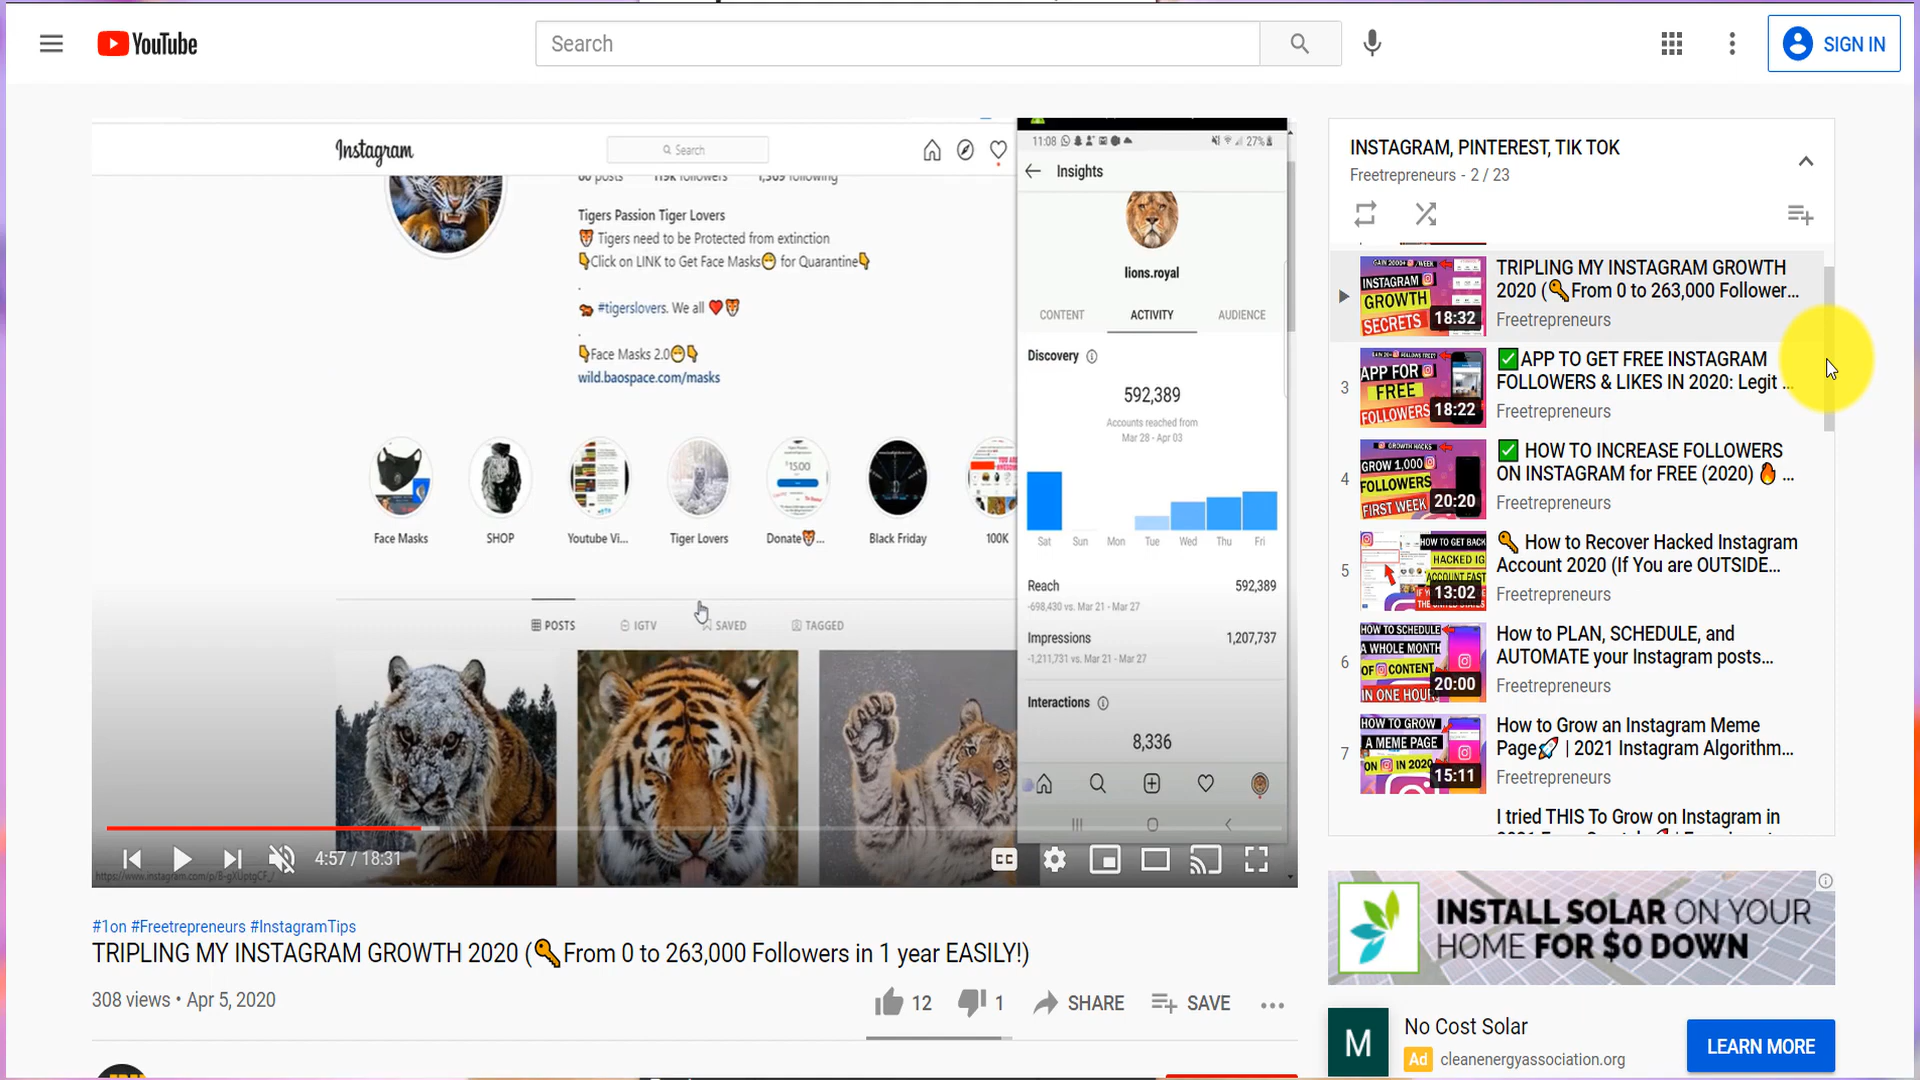 YouTube
Search
SIGN IN
Instagram
Search
posts followers 1,369 following
Tigers Passion Tiger Lovers
Tigers need to be Protected from extinction
Click on LINK to Get Face Masks for Quarantine
.
#tigerslovers. We all
.
Face Masks 2.0
wild.baospace.com/masks
Face Masks
SHOP
Youtube Vi...
Tiger Lovers
Donate...
Black Friday
100K
$15.00
POSTS
IGTV
SAVED
TAGGED
11:08
27%
Insights
lions.royal
CONTENT
ACTIVITY
AUDIENCE
Discovery
592,389
Accounts reached from
Mar 28 - Apr 03
Sat Sun Mon Tue Wed Thu Fri
Reach 592,389
-698,430 vs. Mar 21 - Mar 27
Impressions 1,207,737
-1,211,731 vs. Mar 21 - Mar 27
Interactions
8,336
4:57 / 18:31
CC
https://www.instagram.com/p/B-gXUptgCF_/
#1on #Freetrepreneurs #InstagramTips
TRIPLING MY INSTAGRAM GROWTH 2020 (🔑From 0 to 263,000 Followers in 1 year EASILY!)
308 views • Apr 5, 2020
12
1
SHARE
SAVE
INSTAGRAM, PINTEREST, TIK TOK
Freetrepreneurs - 2 / 23
GAIN 2000+ /WEEK
INSTAGRAM
GROWTH
SECRETS
18:32
TRIPLING MY INSTAGRAM GROWTH
2020 (🔑From 0 to 263,000 Follower...
Freetrepreneurs
3
APP FOR
FREE
FOLLOWERS
18:22
✅APP TO GET FREE INSTAGRAM
FOLLOWERS & LIKES IN 2020: Legit ...
Freetrepreneurs
4
GROWTH HACKS
GROW 1,000
FOLLOWERS
FIRST WEEK
20:20
✅ HOW TO INCREASE FOLLOWERS
ON INSTAGRAM for FREE (2020) 🔥 ...
Freetrepreneurs
5
HOW TO GET BACK
HACKED IG
ACCOUNT FAST
13:02
🔑 How to Recover Hacked Instagram
Account 2020 (If You are OUTSIDE...
Freetrepreneurs
6
HOW TO SCHEDULE
A WHOLE MONTH
OF CONTENT
IN ONE HOUR
20:00
How to PLAN, SCHEDULE, and
AUTOMATE your Instagram posts...
Freetrepreneurs
7
HOW TO GROW
A MEME PAGE
ON IN 2020
15:11
How to Grow an Instagram Meme
Page🚀 | 2021 Instagram Algorithm...
Freetrepreneurs
I tried THIS To Grow on Instagram in
INSTALL SOLAR ON YOUR
HOME FOR $0 DOWN
M
No Cost Solar
Ad cleanenergyassociation.org
LEARN MORE